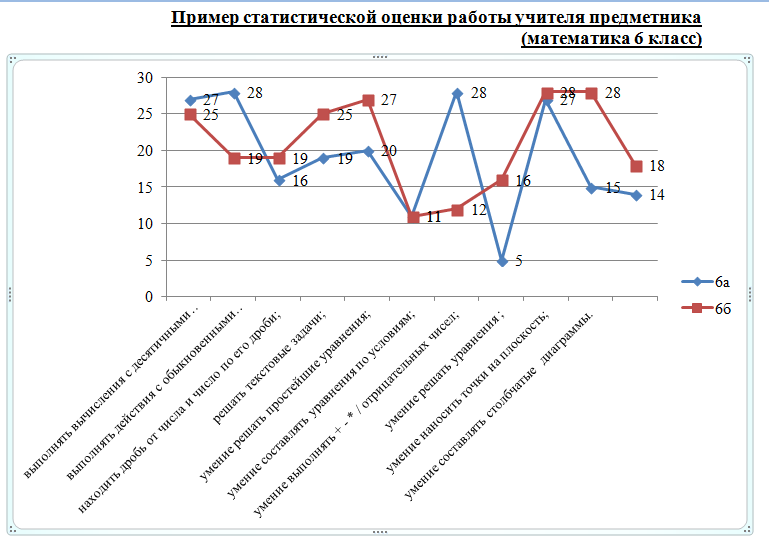 Пример статистической оценки работы учителя предметника
(математика 6 класс)
30
25
20
15
10
5
0
27
28
16
19
20
11
28
5
27
15
14
25
19
19
25
27
11
12
16
28
28
18
6а
6б
выполнять вычисления с десятичными…
выполнять действия с обыкновенными…
находить дробь от числа и число по его дроби;
решать текстовые задачи;
умение решать простейшие уравнения;
умение составлять уравнения по условиям;
умение выполнять + - * / отрицательных чисел;
умение решать уравнения ;
умение наносить точки на плоскость;
умение составлять столбчатые диаграммы.